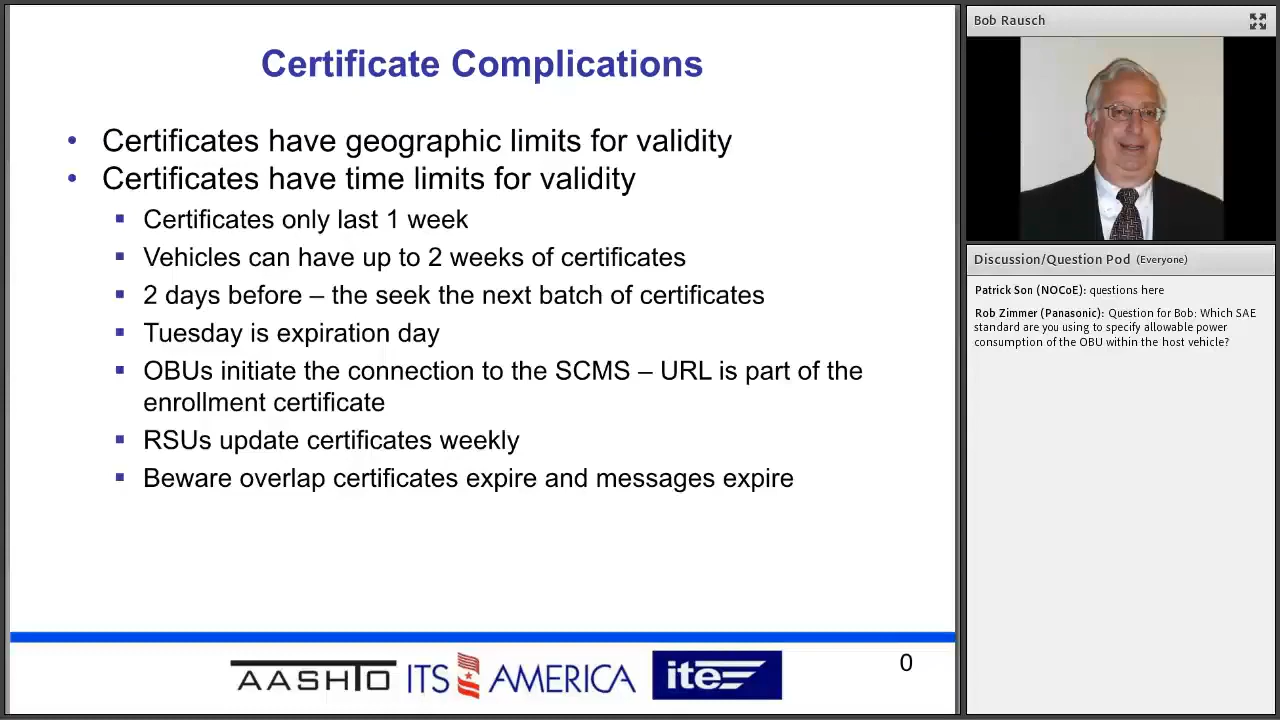 Certificate Complications
• Certificates have geographic limits for validity
• Certificates have time limits for validity
▪ Certificates only last 1 week
▪ Vehicles can have up to 2 weeks of certificates
▪ 2 days before – the seek the next batch of certificates
▪ Tuesday is expiration day
▪ OBUs initiate the connection to the SCMS – URL is part of the
enrollment certificate
▪ RSUs update certificates weekly
▪ Beware overlap certificates expire and messages expire
AASHTO ITS AMERICA ite
0
Bob Rausch
Discussion/Question Pod (Everyone)
Patrick Son (NOCoE): questions here
Rob Zimmer (Panasonic): Question for Bob: Which SAE
standard are you using to specify allowable power
consumption of the OBU within the host vehicle?